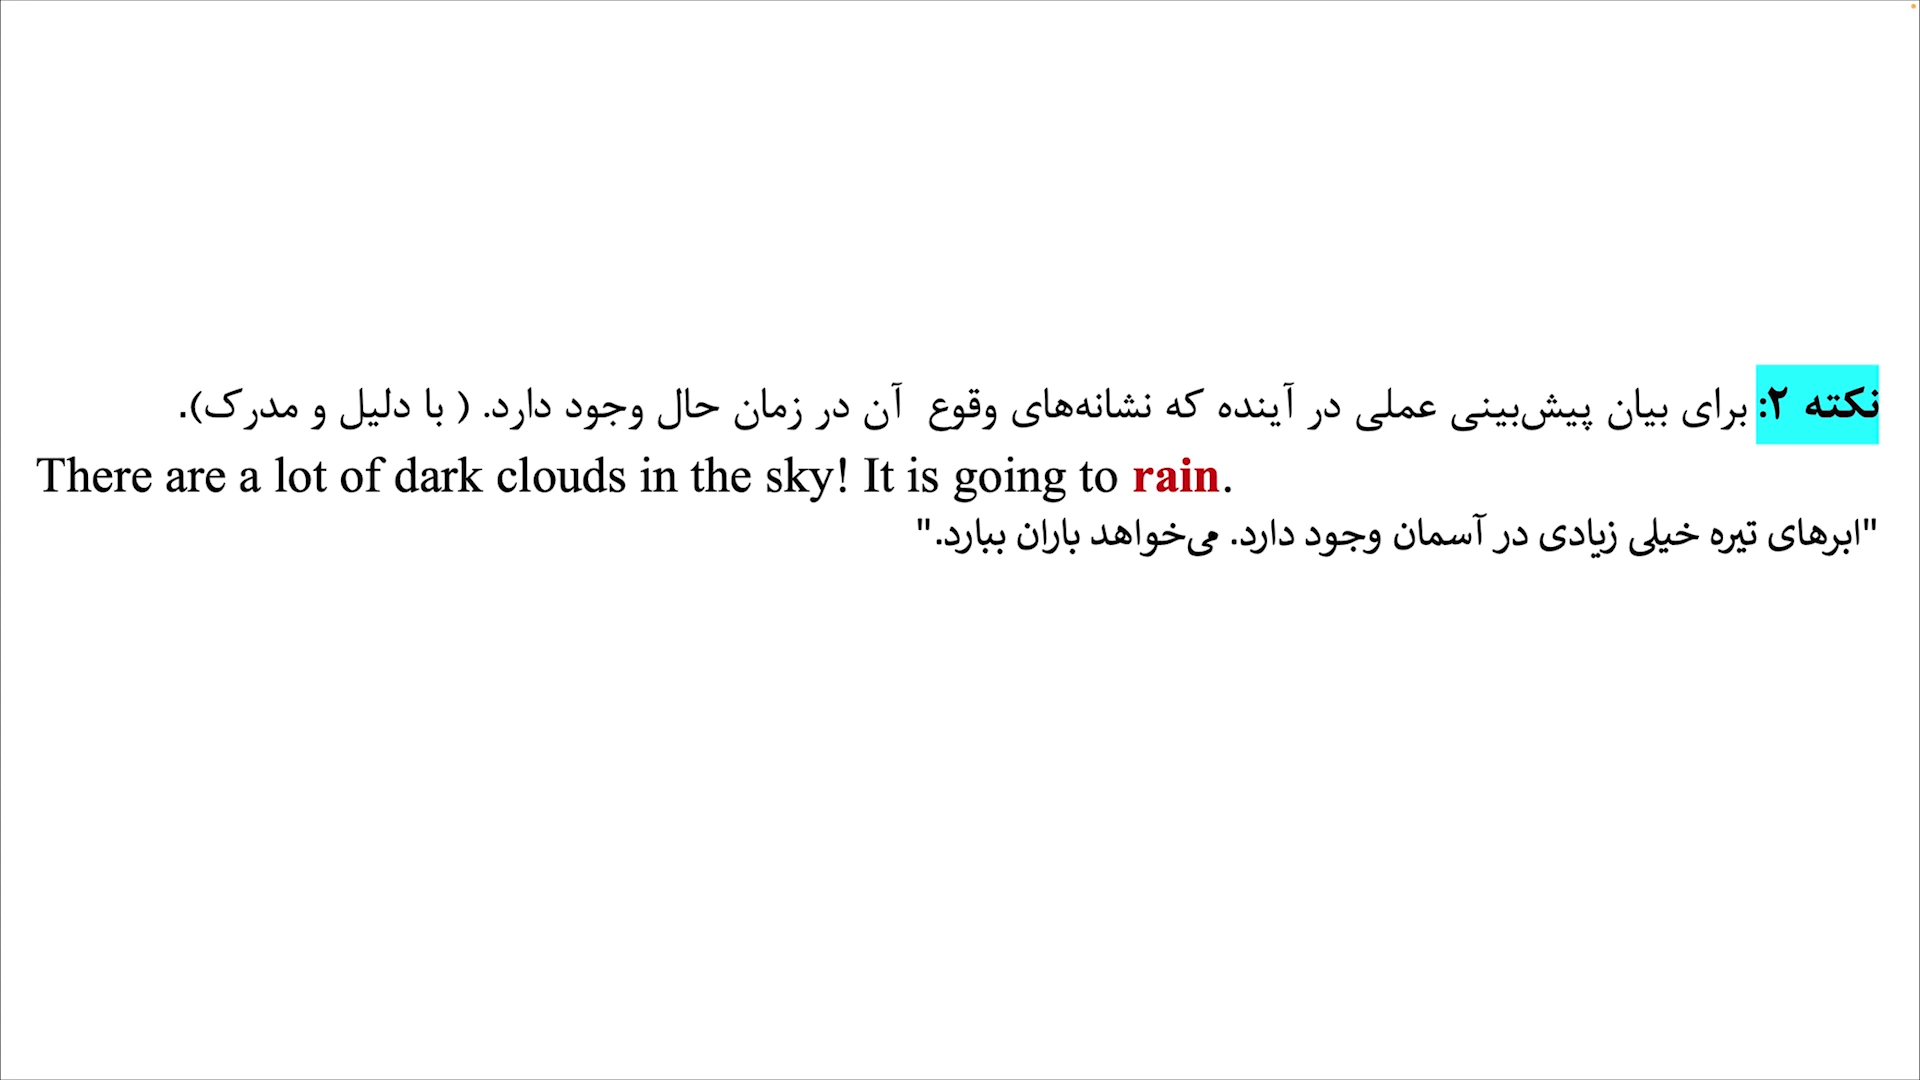 نکته ۲: برای بیان پیش‌بینی عملی در آینده که نشانه‌های وقوع آن در زمان حال وجود دارد. ( با دلیل و مدرک).
There are a lot of dark clouds in the sky! It is going to rain.
"ابرهای تیره خیلی زیادی در آسمان وجود دارد. می‌خواهد باران ببارد."